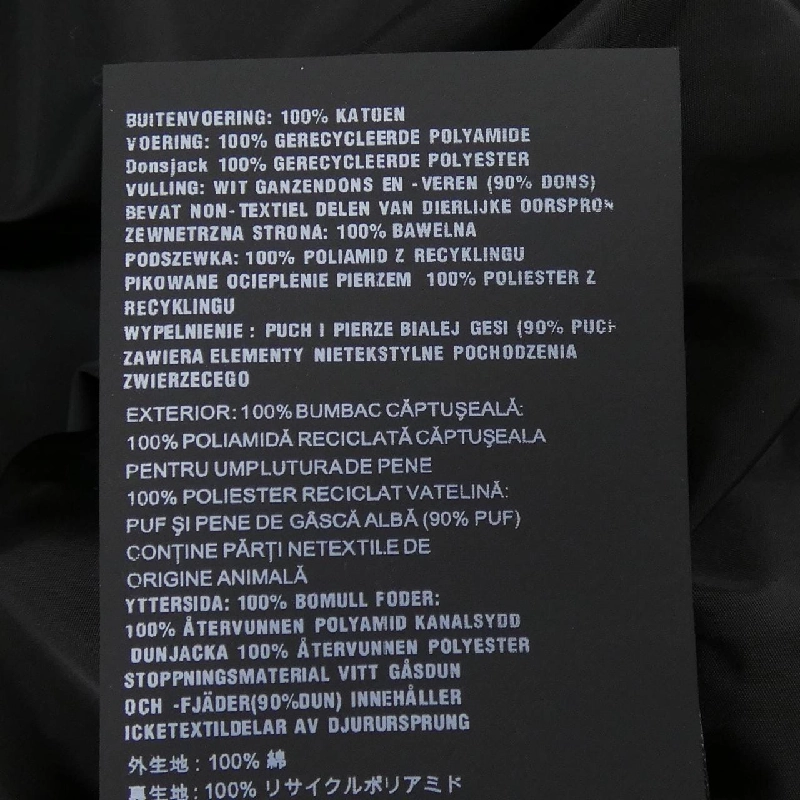 BUITENVOERING: 100% KATOEN
VOERING: 100% GERECYCLEERDE POLYAMIDE
Donsjack 100% GERECYCLEERDE POLYESTER
VULLING: WIT GANZENDONS EN -VEREN (90% DONS)
BEVAT NON-TEXTIEL DELEN VAN DIERLIJKE OORSPRON
ZEWNETRZNA STRONA: 100% BAWELNA
PODSZEWKA: 100% POLIAMID Z RECYKLINGU
PIKOWANE OCIEPLENIE PIERZEM 100% POLIESTER Z
RECYKLINGU
WYPELNIENIE : PUCH I PIERZE BIALEJ GESI (90% PUCH
ZAWIERA ELEMENTY NIETEKSTYLNE POCHODZENIA
ZWIERZECEGO
EXTERIOR: 100% BUMBAC CĂPTUȘEALĂ:
100% POLIAMIDĂ RECICLATĂ CĂPTUȘEALA
PENTRU UMPLUTURA DE PENE
100% POLIESTER RECICLAT VATELINĂ:
PUF ȘI PENE DE GÂSCĂ ALBĂ (90% PUF)
CONȚINE PĂRȚI NETEXTILE DE
ORIGINE ANIMALĂ
YTTERSIDA: 100% BOMULL FODER:
100% ÅTERVUNNEN POLYAMID KANALSYDD
DUNJACKA 100% ÅTERVUNNEN POLYESTER
STOPPNINGSMATERIAL VITT GÅSDUN
OCH -FJÄDER(90%DUN) INNEHÅLLER
ICKETEXTILDELAR AV DJURURSPRUNG
外生地 : 100% 綿
裏生地 : 100% リサイクルポリアミド